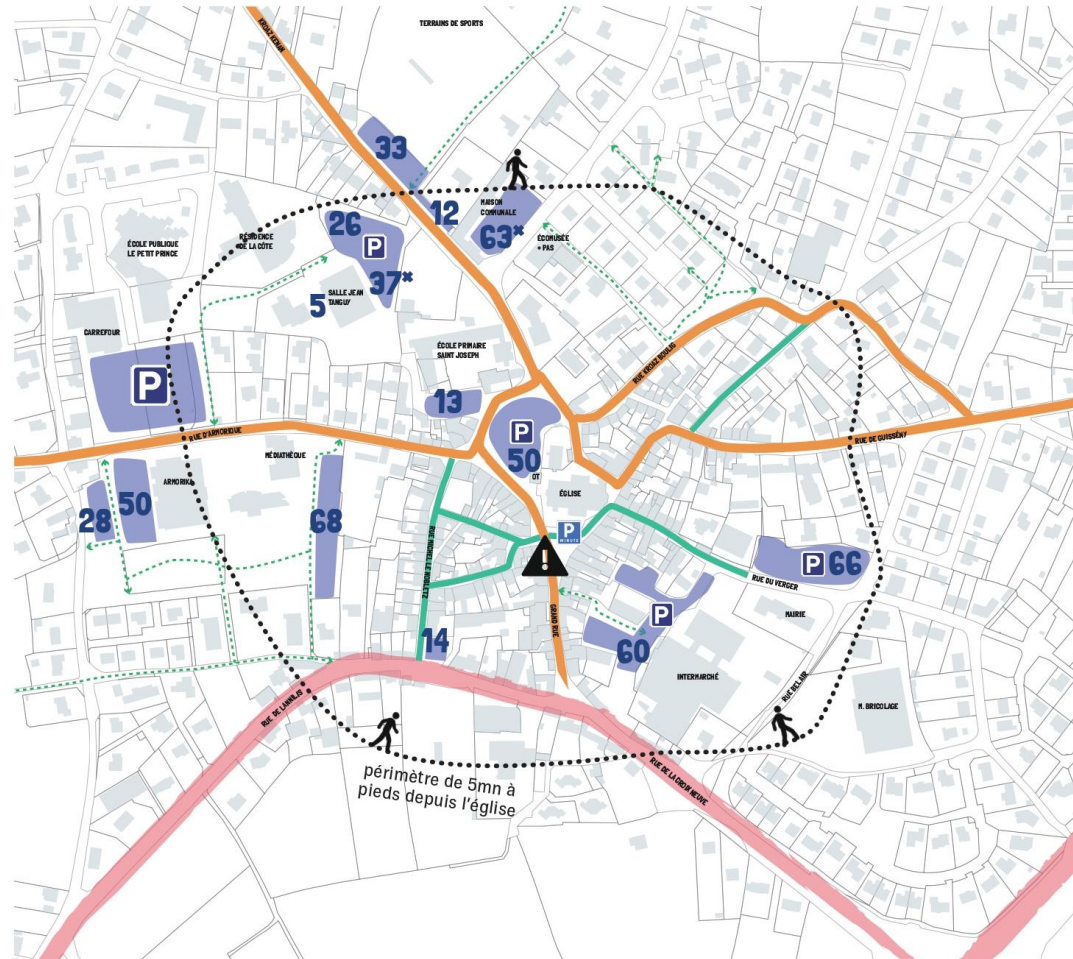 TERRAINS DE SPORTS
KROAZ KENAN
33
12
MAISON
COMMUNALE
63*
26
P
37*
RÉSIDENCE
DE LA CÔTE
ÉCOLE PUBLIQUE
LE PETIT PRINCE
ÉCOMUSÉE
+ PAS
5
SALLE JEAN
TANGUY
CARREFOUR
P
ÉCOLE PRIMAIRE
SAINT JOSEPH
13
RUE KROAZ BOULIG
P
50
OT
RUE D'ARMORIQUE
RUE DE GUISSÉNY
MÉDIATHÈQUE
ARMORIKA
ÉGLISE
28
50
68
P
MINUTE
!
RUE MICHEL LE NOBLETZ
P 66
RUE DU VERGER
GRAND RUE
P
MAIRIE
14
60
INTERMARCHÉ
RUE BEL AIR
M. BRICOLAGE
RUE DE LANNILIS
RUE DE LA CROIX NEUVE
périmètre de 5mn à
pieds depuis l'église